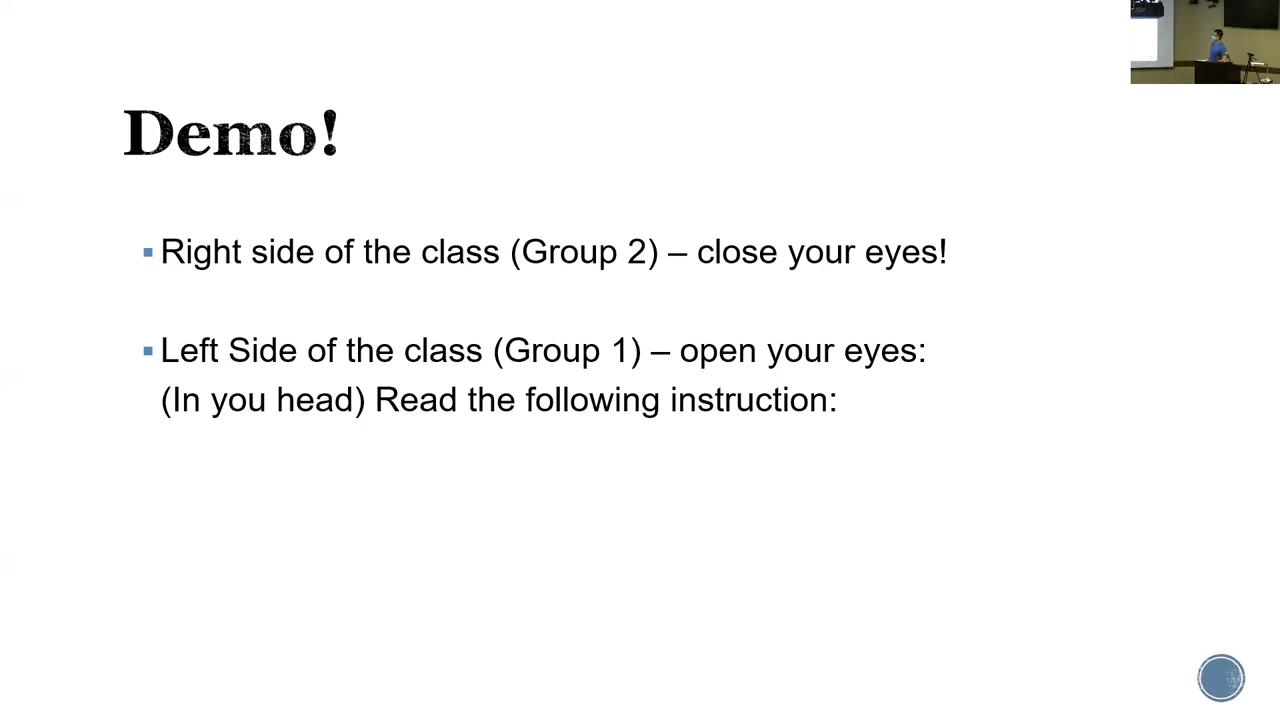 Demo!
▪ Right side of the class (Group 2) – close your eyes!
▪ Left Side of the class (Group 1) – open your eyes:
(In you head) Read the following instruction: